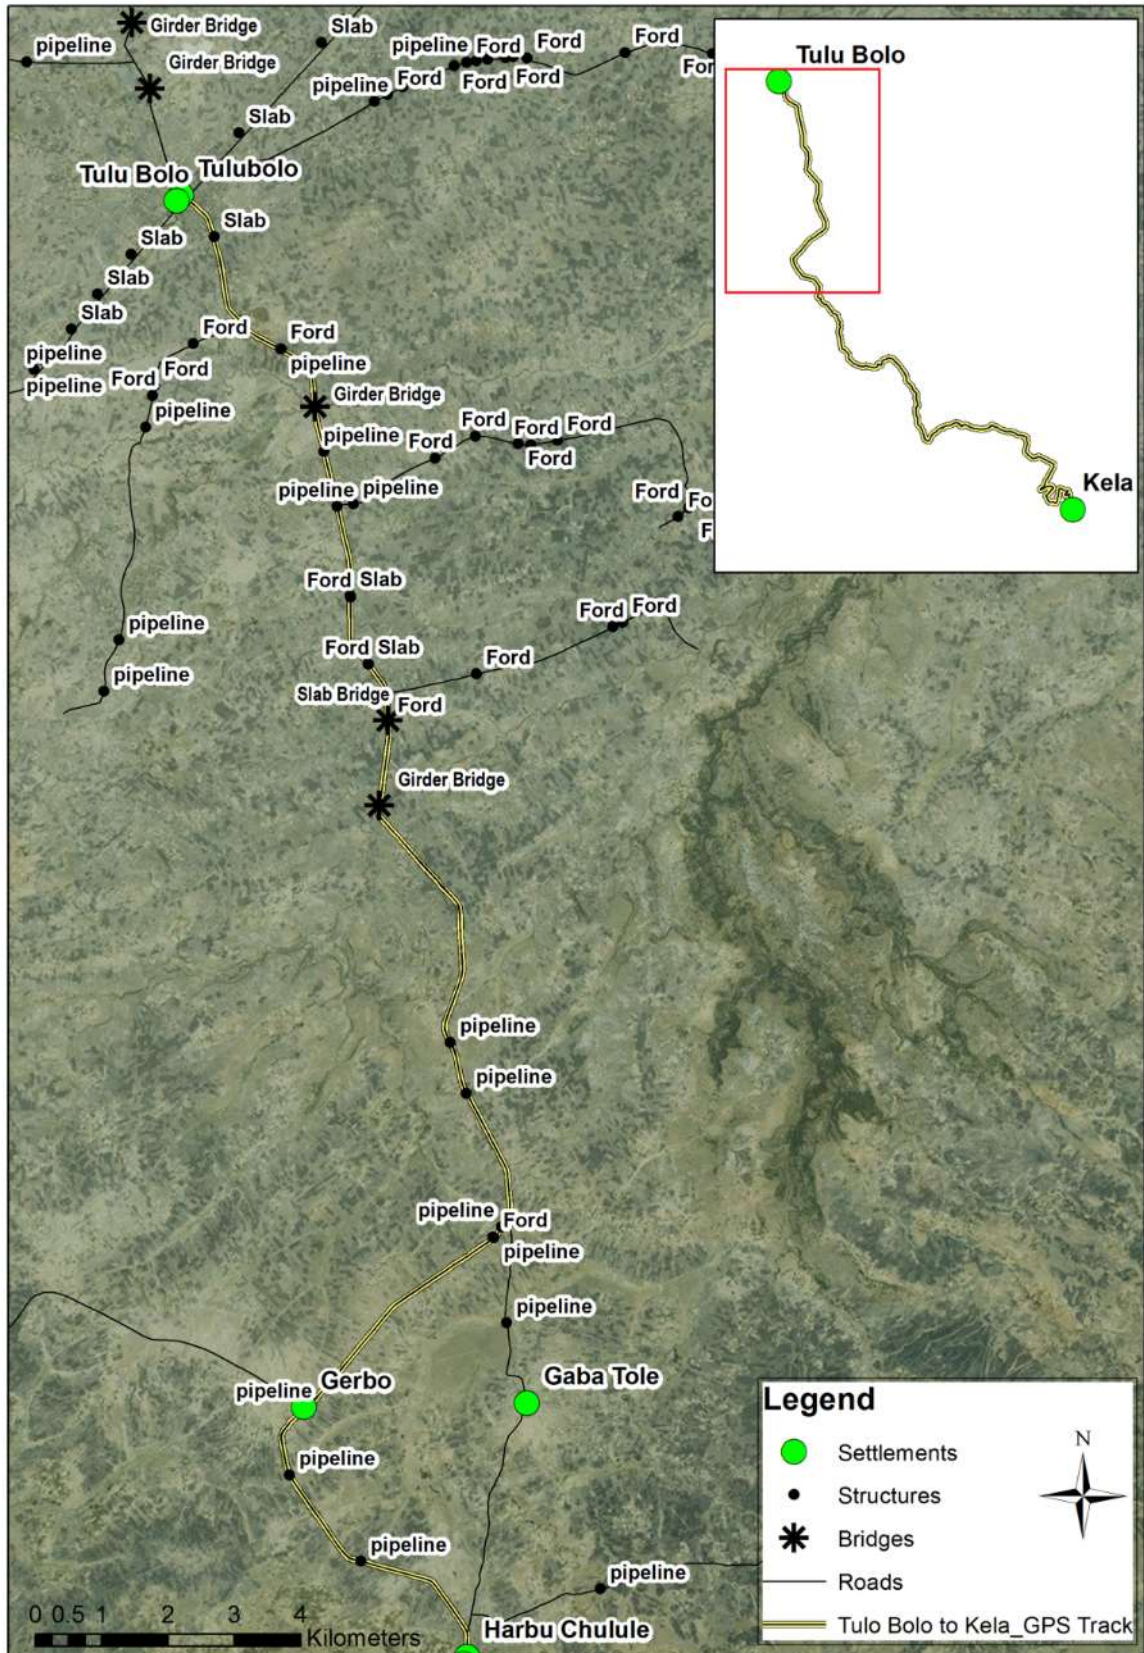 Girder Bridge
Slab
pipeline
pipeline
Ford
Ford
Ford
Girder Bridge
Ford
Ford
For
pipeline
Ford
Slab
Tulu Bolo
Tulubolo
Slab
Slab
Slab
Slab
Ford
Ford
pipeline
Ford
pipeline
pipeline
Ford
Girder Bridge
pipeline
Ford
Ford
Ford
pipeline
Ford
Ford
pipeline
pipeline
Ford
Fo
F
Ford
Slab
Ford
Ford
pipeline
Ford
Slab
Ford
pipeline
Slab Bridge
Ford
Girder Bridge
pipeline
pipeline
pipeline
Ford
pipeline
pipeline
Gerbo
pipeline
Gaba Tole
pipeline
pipeline
pipeline
Harbu Chulule
0 0.5 1 2 3 4
Kilometers
Tulu Bolo
Kela
Legend
N
Settlements
Structures
Bridges
Roads
Tulo Bolo to Kela_GPS Track